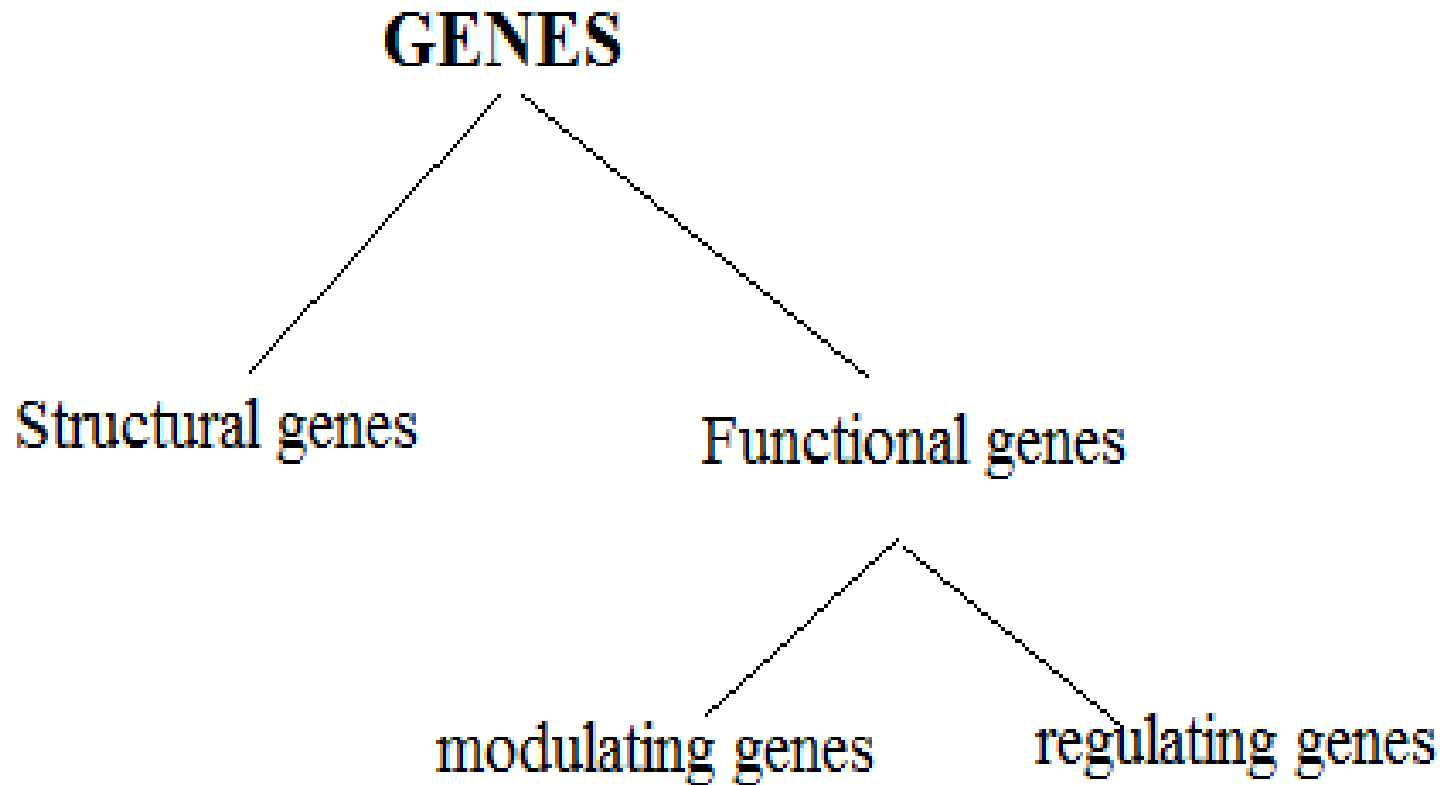 GENES
Structural genes
Functional genes
modulating genes
regulating genes